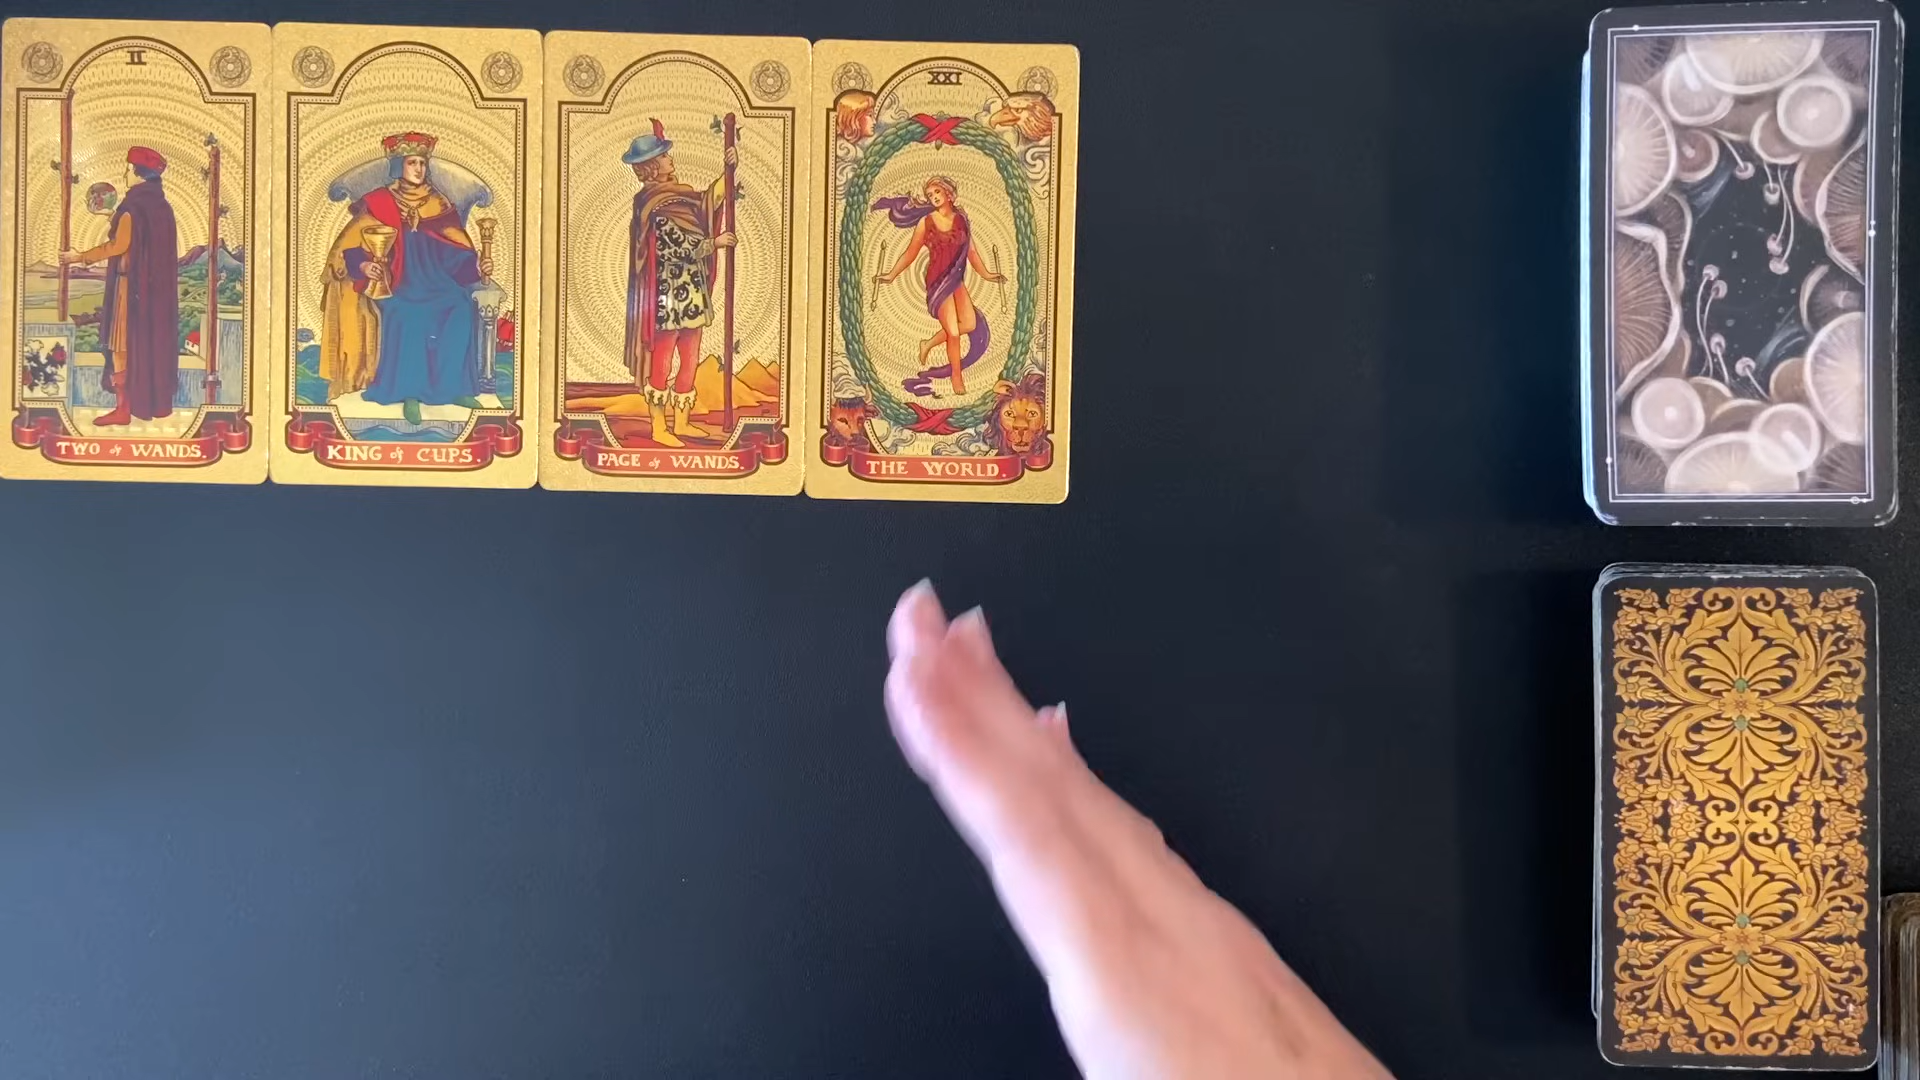 II
TWO of WANDS.
KING of CUPS.
PAGE of WANDS.
XXI
THE WORLD.